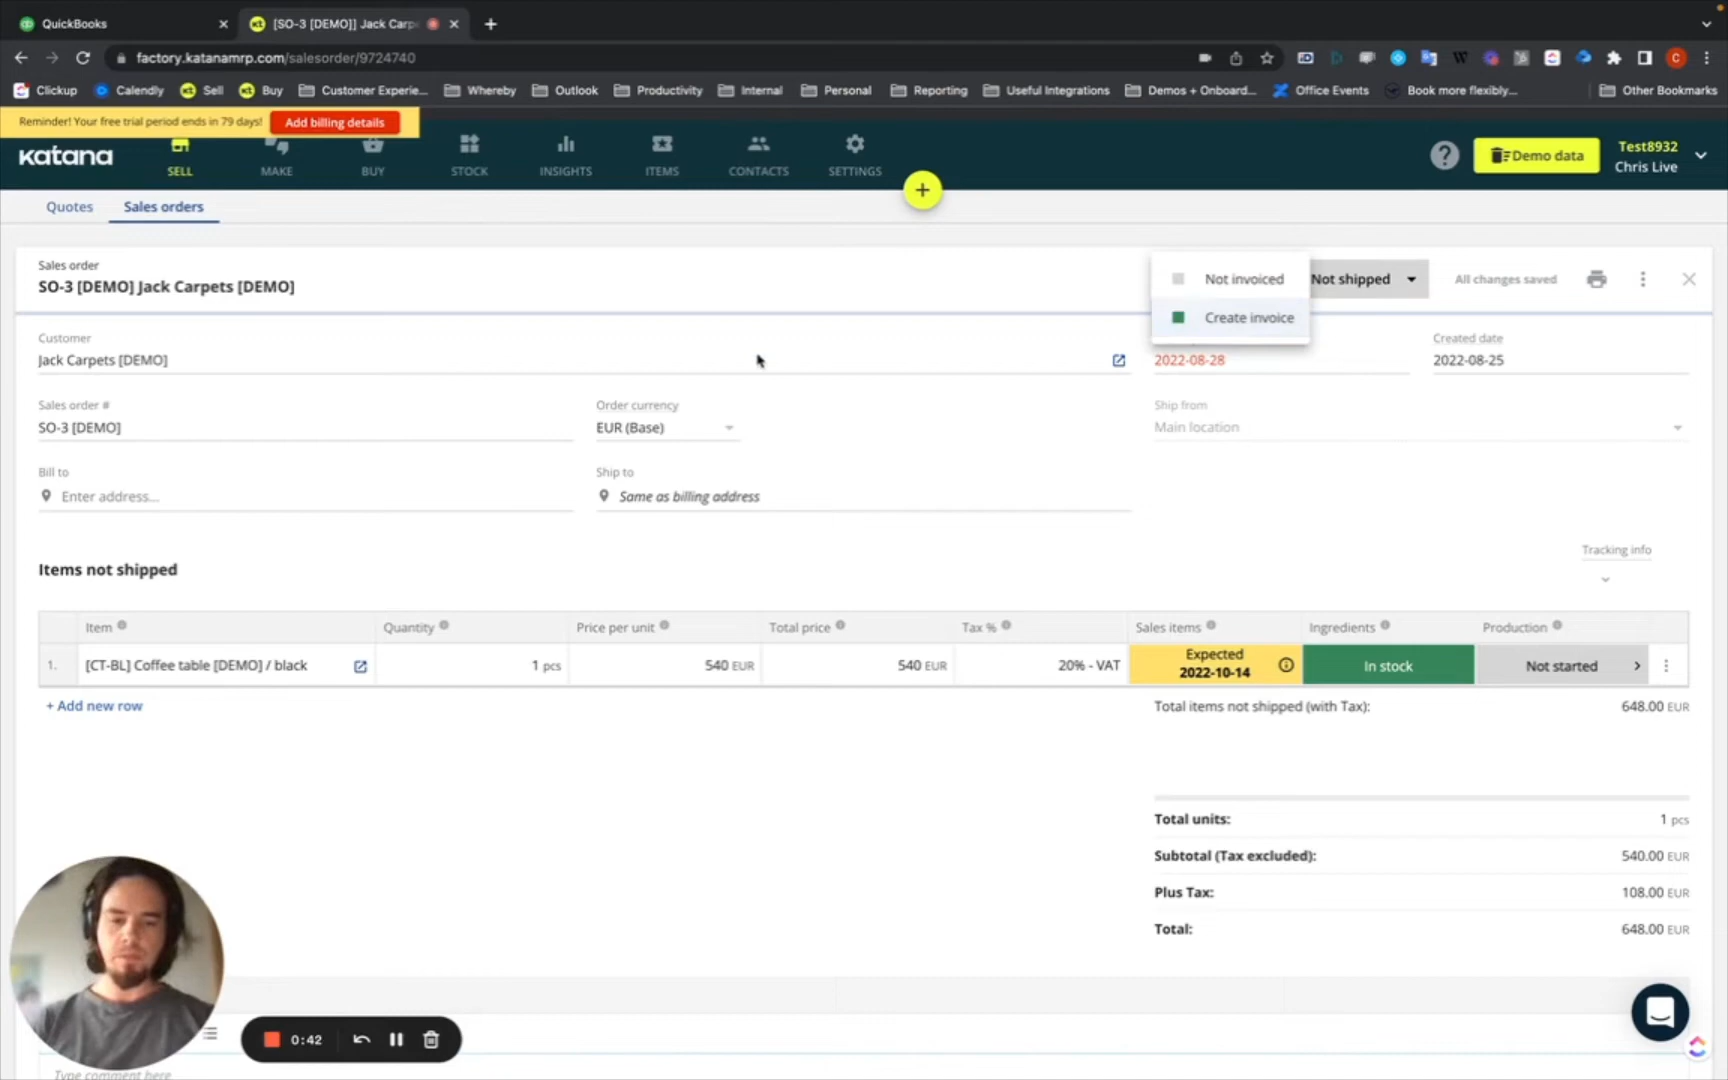 QuickBooks
[SO-3 [DEMO]] Jack Carp
factory.katanamrp.com/salesorder/9724740
Clickup
Calendly
Sell
Buy
Customer Experie...
Whereby
Outlook
Productivity
Internal
Personal
Reporting
Useful Integrations
Demos + Onboard...
Office Events
Book more flexibly...
Other Bookmarks
Reminder! Your free trial period ends in 79 days!
Add billing details
katana
SELL
MAKE
BUY
STOCK
INSIGHTS
ITEMS
CONTACTS
SETTINGS
Demo data
Test8932
Chris Live
Quotes
Sales orders
Sales order
SO-3 [DEMO] Jack Carpets [DEMO]
Not invoiced
Create invoice
Not shipped
All changes saved
Customer
Jack Carpets [DEMO]
2022-08-28
Created date
2022-08-25
Sales order #
SO-3 [DEMO]
Order currency
EUR (Base)
Ship from
Main location
Bill to
Enter address...
Ship to
Same as billing address
Items not shipped
Tracking info
Item
Quantity
Price per unit
Total price
Tax %
Sales items
Ingredients
Production
1.
[CT-BL] Coffee table [DEMO] / black
1 pcs
540 EUR
540 EUR
20% - VAT
Expected
2022-10-14
In stock
Not started
+ Add new row
Total items not shipped (with Tax):
648.00 EUR
Total units:
1 pcs
Subtotal (Tax excluded):
540.00 EUR
Plus Tax:
108.00 EUR
Total:
648.00 EUR
0:42
Type comment here